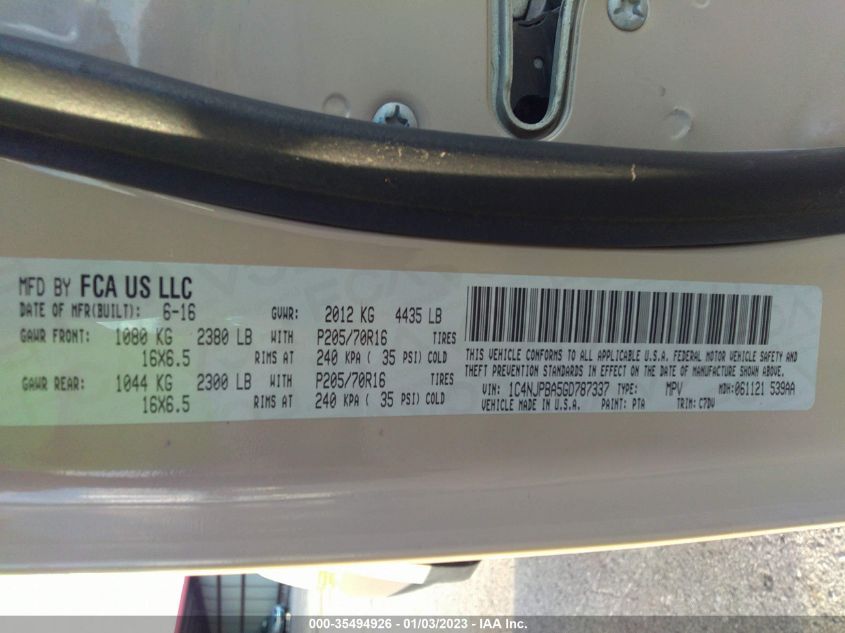 MFD BY FCA US LLC
DATE OF MFR(BUILT): 6-16 GVWR: 2012 KG 4435 LB
GAWR FRONT: 1080 KG 2380 LB WITH P205/70R16 TIRES
16X6.5 RIMS AT 240 KPA ( 35 PSI) COLD
GAWR REAR: 1044 KG 2300 LB WITH P205/70R16 TIRES
16X6.5 RIMS AT 240 KPA ( 35 PSI) COLD
THIS VEHICLE CONFORMS TO ALL APPLICABLE U.S.A. FEDERAL MOTOR VEHICLE SAFETY AND
THEFT PREVENTION STANDARDS IN EFFECT ON THE DATE OF MANUFACTURE SHOWN ABOVE.
VIN: 1C4NJPBA5GD787337 TYPE: MPV MDH:061121 539AA
VEHICLE MADE IN U.S.A. PAINT: PTA TRIM: C7DV
000-35494926 - 01/03/2023 - IAA Inc.